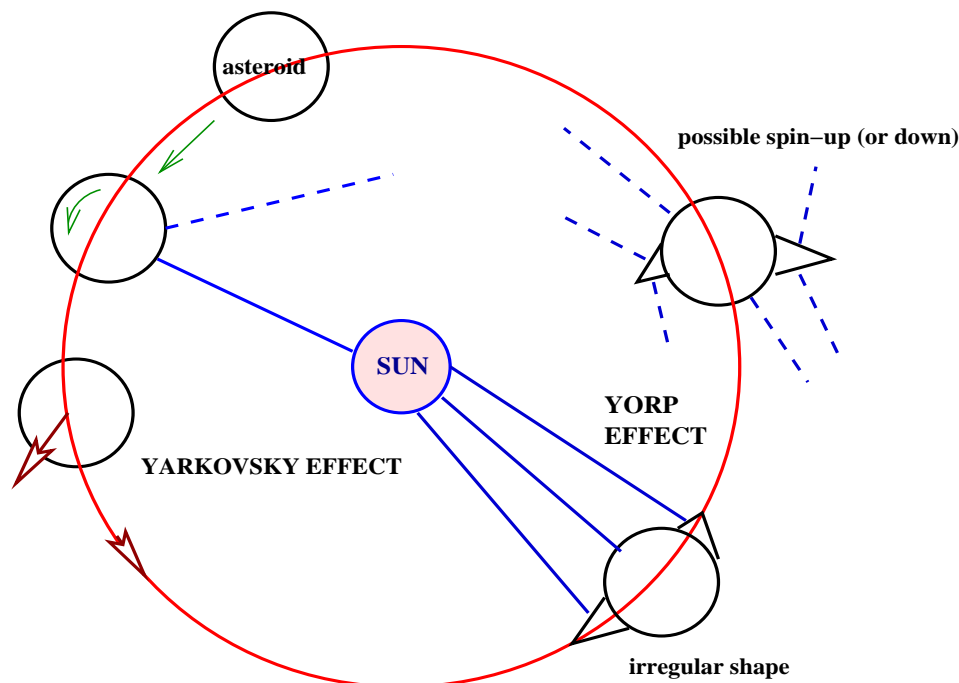 asteroid
possible spin−up (or down)
SUN
YORP
EFFECT
YARKOVSKY EFFECT
irregular shape